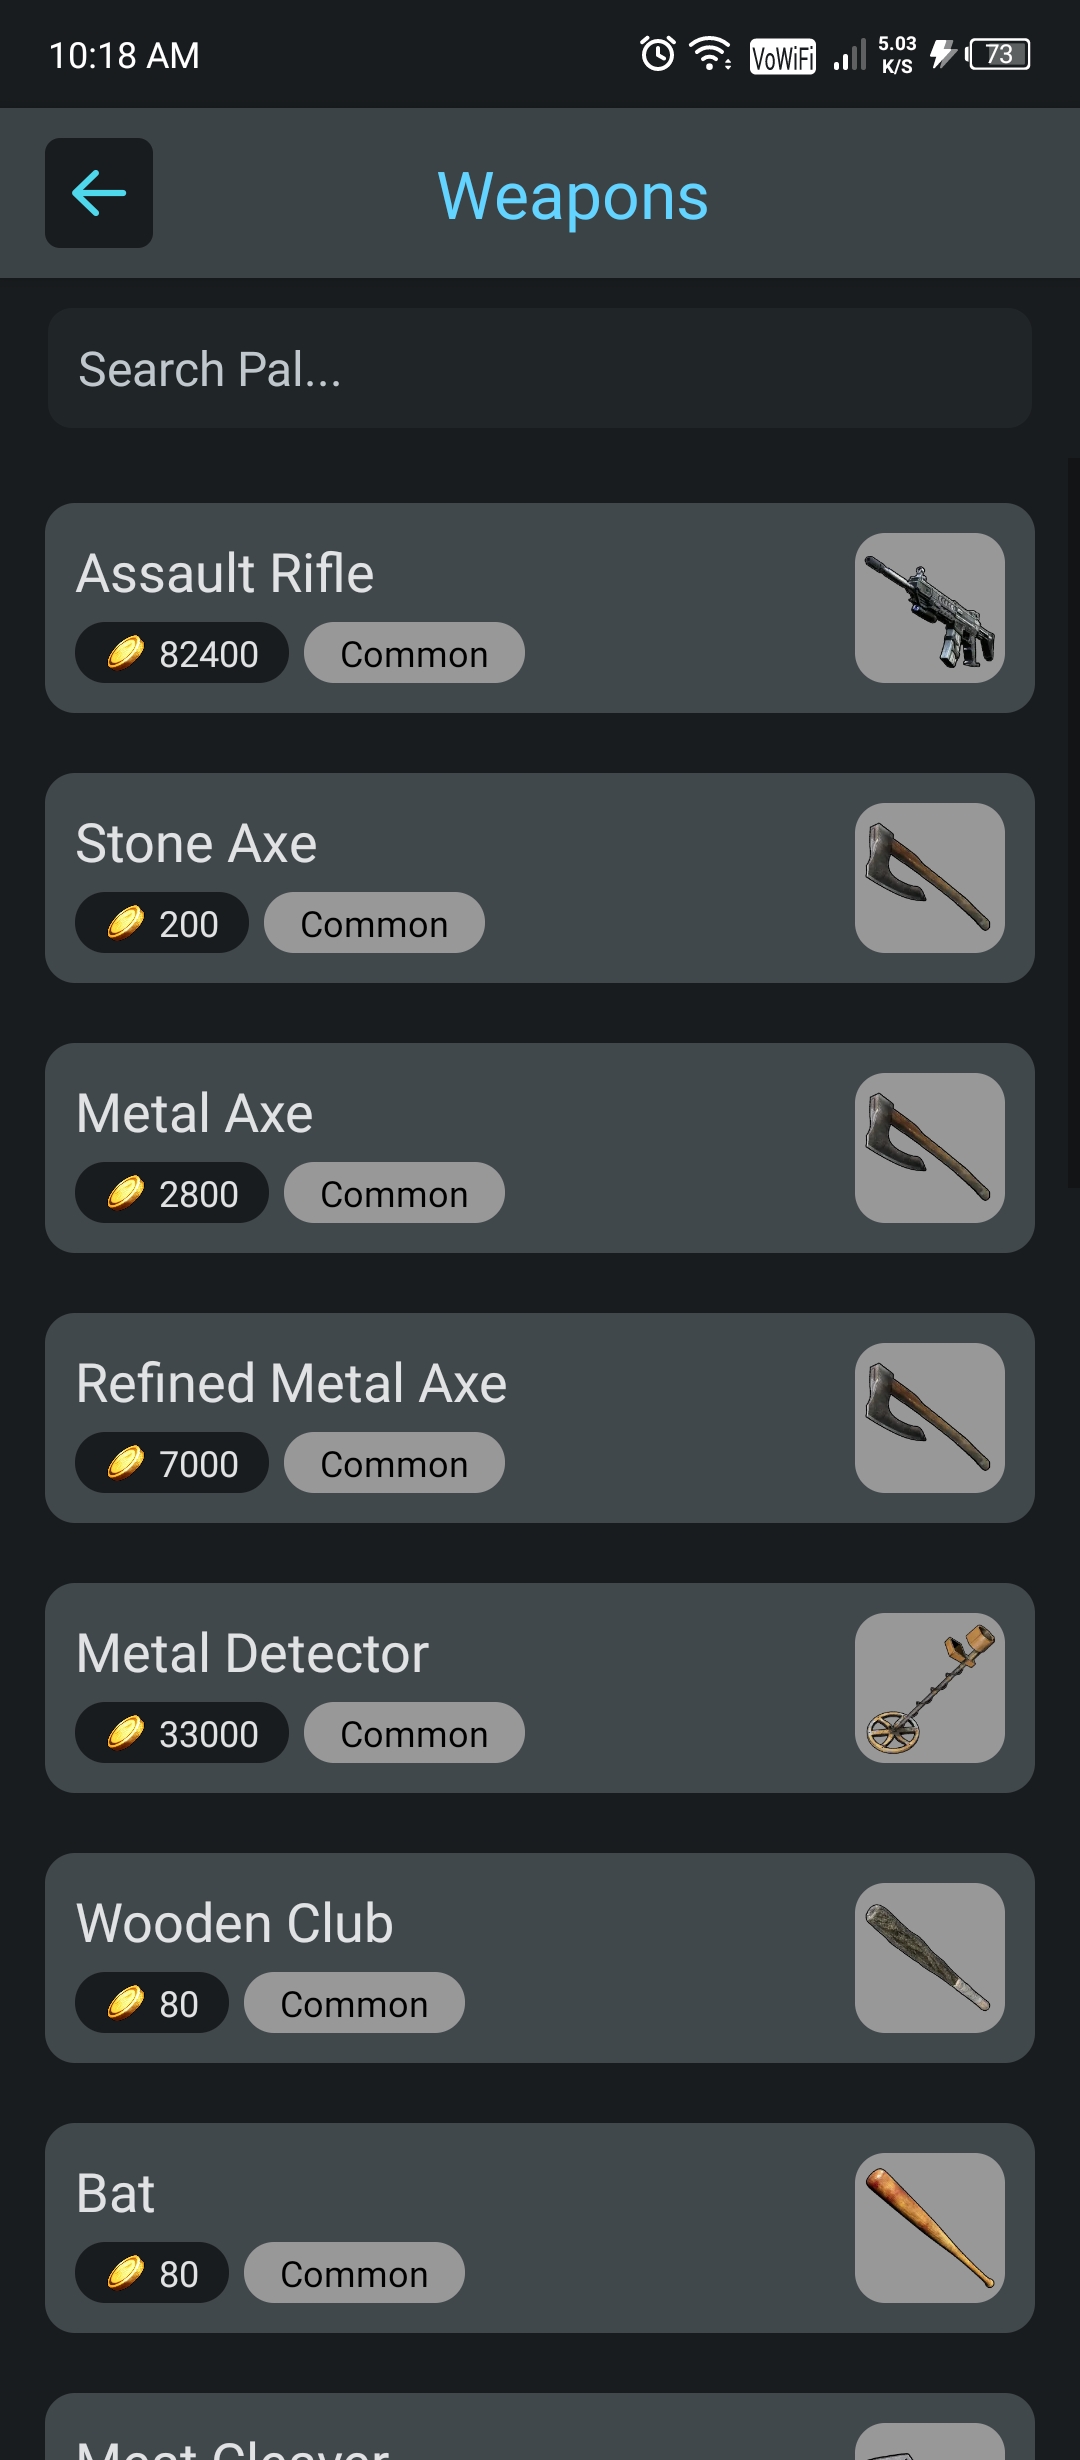 10:18 AM
VoWiFi
5.03
K/S
73
Weapons
Search Pal...
Assault Rifle
82400
Common
Stone Axe
200
Common
Metal Axe
2800
Common
Refined Metal Axe
7000
Common
Metal Detector
33000
Common
Wooden Club
80
Common
Bat
80
Common
Meat Cleaver